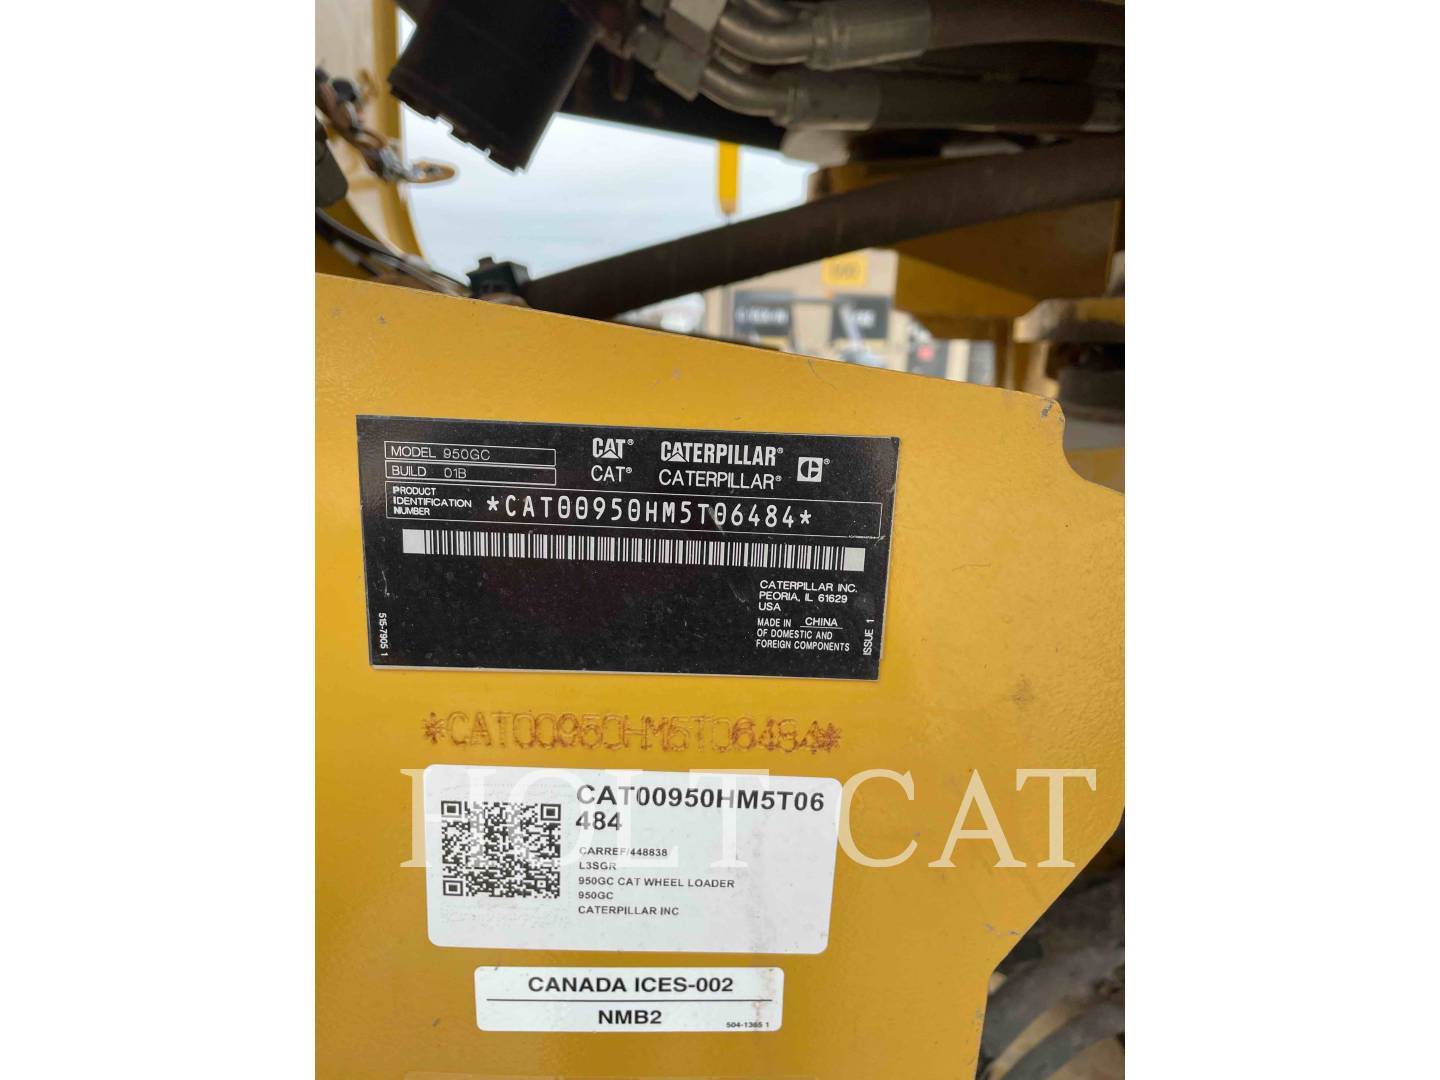 MODEL 950GC
BUILD 01B
CAT® CATERPILLAR®
CAT® CATERPILLAR®
PRODUCT
IDENTIFICATION
NUMBER
*CAT00950HM5T06484*
CATERPILLAR INC.
PEORIA, IL 61629
USA
MADE IN CHINA
OF DOMESTIC AND
FOREIGN COMPONENTS
515-7905 1
ISSUE 1
*CAT00950HM5T06484*
HOLT CAT
CAT00950HM5T06
484
CARREF/448838
L3SGR
950GC CAT WHEEL LOADER
950GC
CATERPILLAR INC
CANADA ICES-002
NMB2
504-1365 1